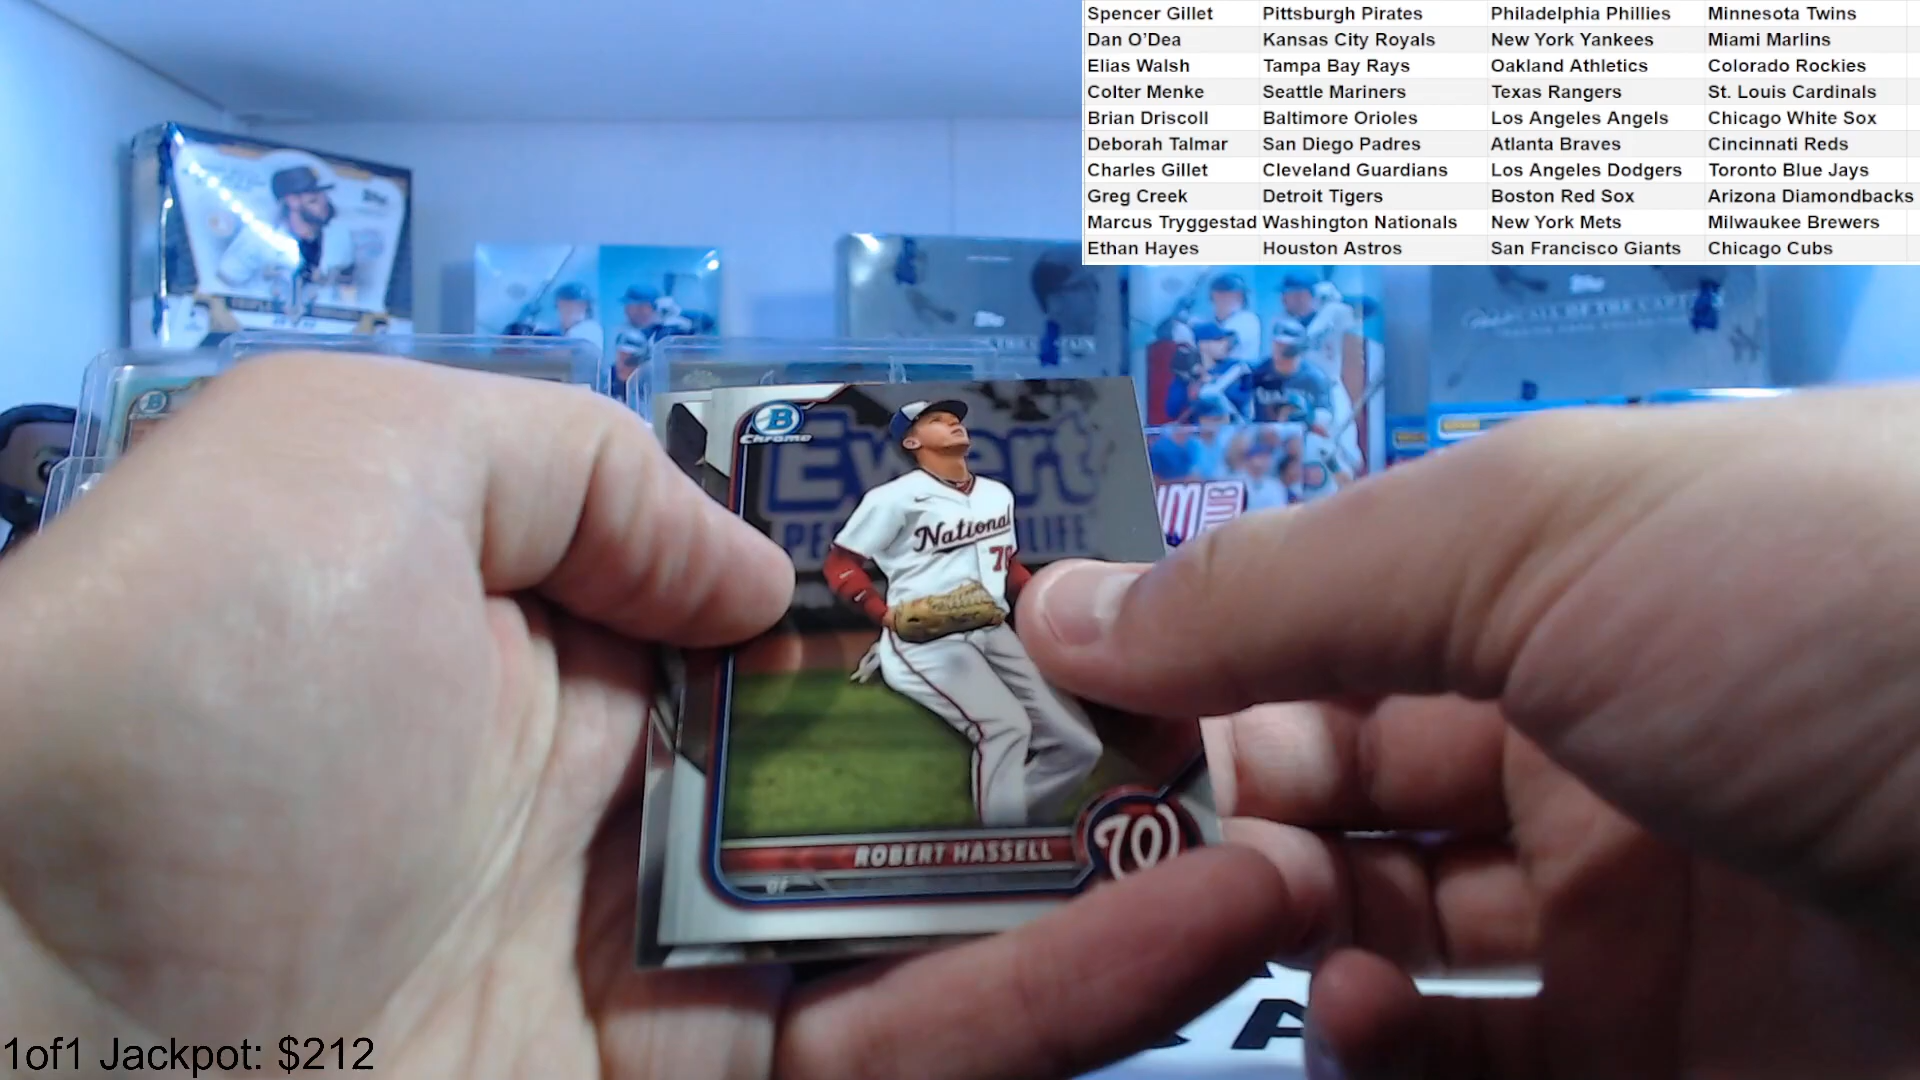 Spencer Gillet Pittsburgh Pirates Philadelphia Phillies Minnesota Twins
Dan O'Dea Kansas City Royals New York Yankees Miami Marlins
Elias Walsh Tampa Bay Rays Oakland Athletics Colorado Rockies
Colter Menke Seattle Mariners Texas Rangers St. Louis Cardinals
Brian Driscoll Baltimore Orioles Los Angeles Angels Chicago White Sox
Deborah Talmar San Diego Padres Atlanta Braves Cincinnati Reds
Charles Gillet Cleveland Guardians Los Angeles Dodgers Toronto Blue Jays
Greg Creek Detroit Tigers Boston Red Sox Arizona Diamondbacks
Marcus Tryggestad Washington Nationals New York Mets Milwaukee Brewers
Ethan Hayes Houston Astros San Francisco Giants Chicago Cubs
B
Chrome
National
ROBERT HASSELL
OF
W
1of1 Jackpot: $212